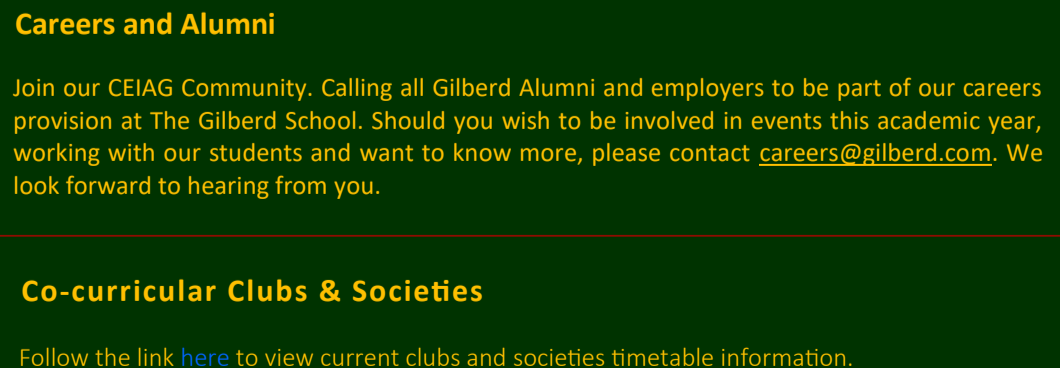 Careers and Alumni
Join our CEIAG Community. Calling all Gilberd Alumni and employers to be part of our careers
provision at The Gilberd School. Should you wish to be involved in events this academic year,
working with our students and want to know more, please contact careers@gilberd.com. We
look forward to hearing from you.
Co-curricular Clubs & Societies
Follow the link here to view current clubs and societies timetable information.